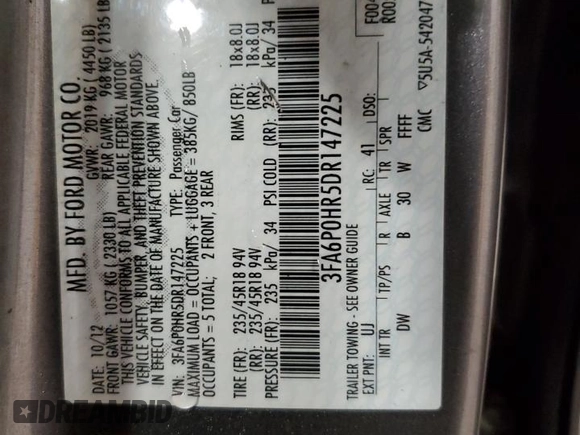 MFD. BY FORD MOTOR CO.
DATE: 10/12 GVWR: 2019 KG ( 4450 LB)
FRONT GAWR: 1057 KG ( 2330 LB) REAR GAWR: 968 KG ( 2135 LB
THIS VEHICLE CONFORMS TO ALL APPLICABLE FEDERAL MOTOR
VEHICLE SAFETY, BUMPER, AND THEFT PREVENTION STANDARDS
IN EFFECT ON THE DATE OF MANUFACTURE SHOWN ABOVE.
VIN: 3FA6P0HR5DR147225 TYPE: Passenger Car
MAXIMUM LOAD = OCCUPANTS + LUGGAGE = 385KG/ 850LB
OCCUPANTS = 5 TOTAL; 2 FRONT, 3 REAR
TIRE (FR): 235/45R18 94V RIMS (FR): 18x8.0J
(RR): 235/45R18 94V (RR): 18x8.0J
PRESSURE (FR): 235 kPa/ 34 PSI COLD (RR): 235 kPa/ 34 P
3FA6P0HR5DR147225
F004
R001
TRAILER TOWING - SEE OWNER GUIDE
EXT PNT: UJ RC: 41 DSO:
INT TR TP/PS R AXLE TR SPR
DW B 30 W FFFF
CMC ▽5U5A-542047
DREAMBID